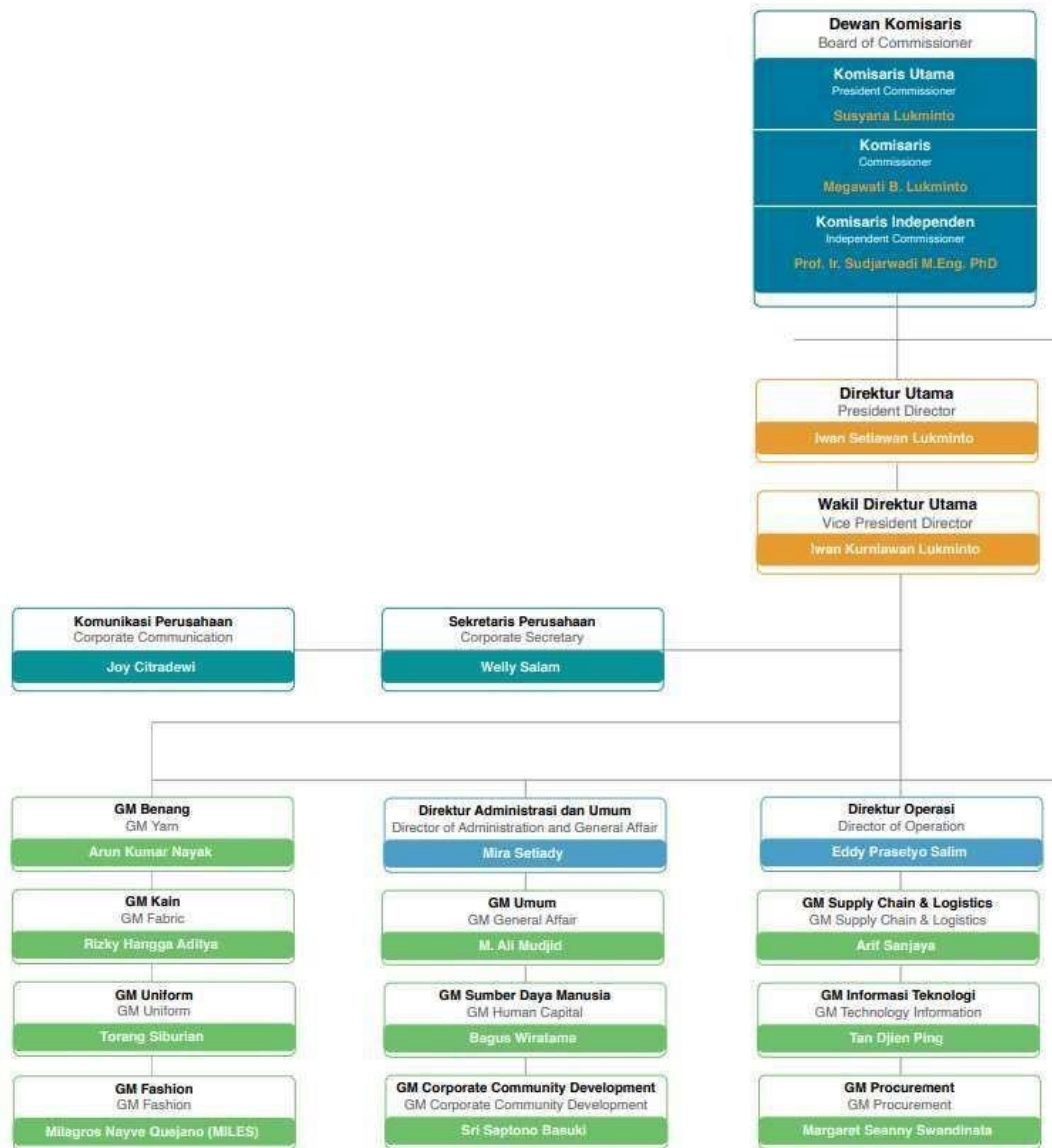 Dewan Komisaris
Board of Commissioner
Komisaris Utama
President Commissioner
Susyana Lukminto
Komisaris
Commissioner
Megawati B. Lukminto
Komisaris Independen
Independent Commissioner
Prof. Ir. Sudjarwadi M.Eng. PhD
Direktur Utama
President Director
Iwan Setiawan Lukminto
Wakil Direktur Utama
Vice President Director
Iwan Kurniawan Lukminto
Komunikasi Perusahaan
Corporate Communication
Joy Citradewi
Sekretaris Perusahaan
Corporate Secretary
Welly Salam
GM Benang
GM Yarn
Arun Kumar Nayak
GM Kain
GM Fabric
Rizky Hangga Aditya
GM Uniform
GM Uniform
Torang Siburian
GM Fashion
GM Fashion
Milagros Nayve Quejano (MILES)
Direktur Administrasi dan Umum
Director of Administration and General Affair
Mira Setiady
GM Umum
GM General Affair
M. Ali Mudjid
GM Sumber Daya Manusia
GM Human Capital
Bagus Wiratama
GM Corporate Community Development
GM Corporate Community Development
Sri Saptono Basuki
Direktur Operasi
Director of Operation
Eddy Prasetyo Salim
GM Supply Chain & Logistics
GM Supply Chain & Logistics
Arif Sanjaya
GM Informasi Teknologi
GM Technology Information
Tan Djien Ping
GM Procurement
GM Procurement
Margaret Seanny Swandinata